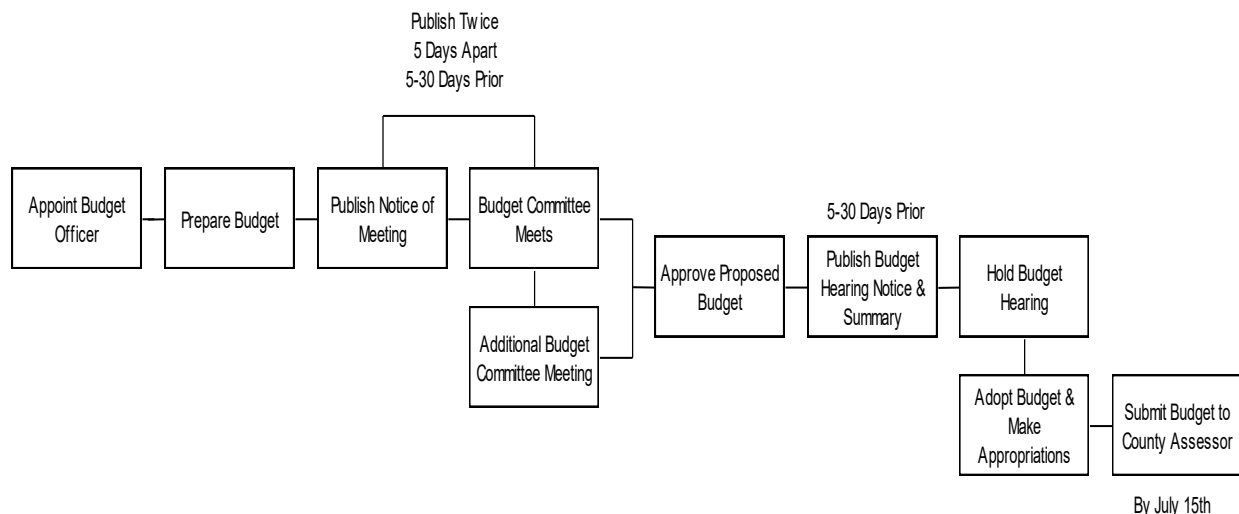 Publish Twice
5 Days Apart
5-30 Days Prior
Appoint Budget
Officer
Prepare Budget
Publish Notice of
Meeting
Budget Committee
Meets
Additional Budget
Committee Meeting
Approve Proposed
Budget
5-30 Days Prior
Publish Budget
Hearing Notice &
Summary
Hold Budget
Hearing
Adopt Budget &
Make
Appropriations
Submit Budget to
County Assessor
By July 15th